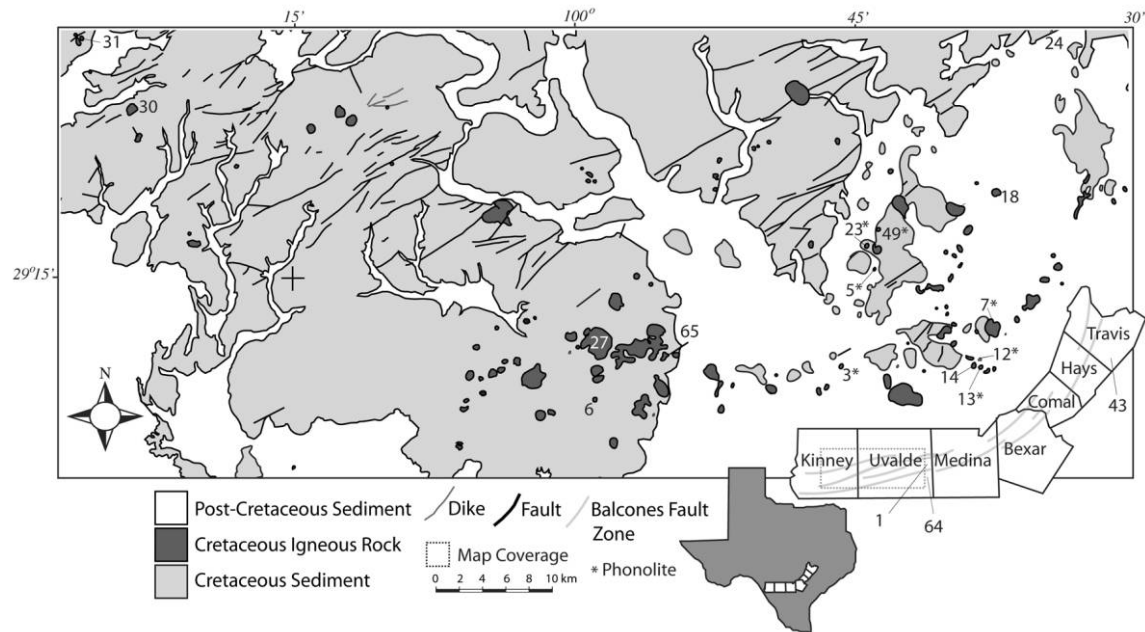 15'
100°
45'
30'
31
24
30
18
23*
49*
29°15'
5*
7*
65
27
Travis
12*
14
3*
Hays
13*
6
43
N
Comal
Bexar
Kinney
Uvalde
Medina
Post-Cretaceous Sediment
Dike
Fault
Balcones Fault
Zone
1
64
Cretaceous Igneous Rock
Map Coverage
* Phonolite
0 2 4 6 8 10 km
Cretaceous Sediment